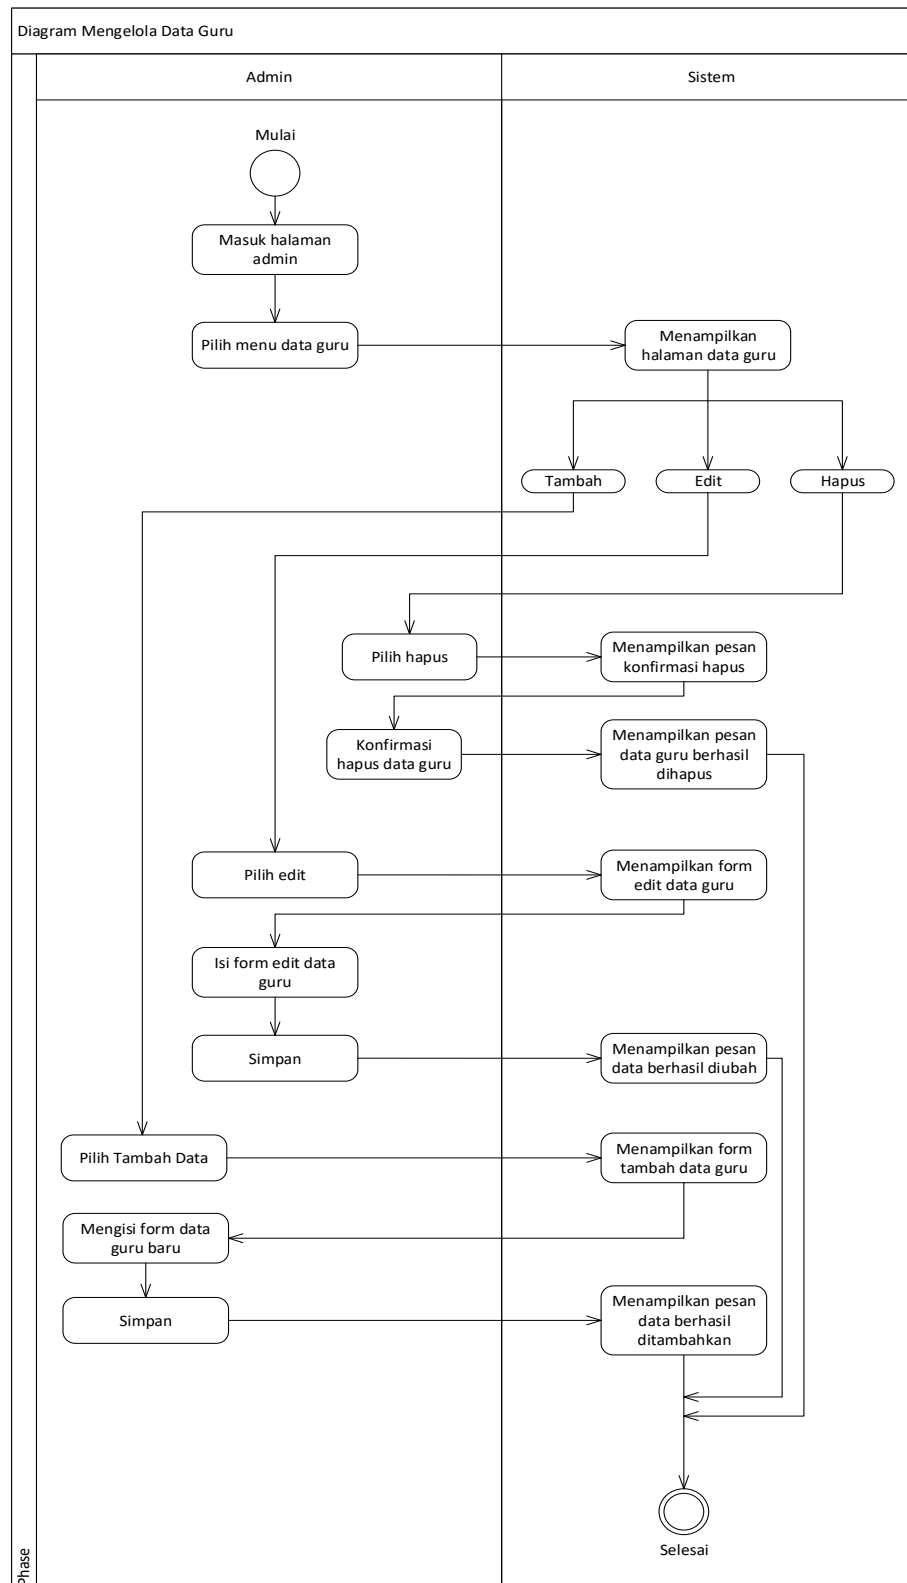 Diagram Mengelola Data Guru
Admin
Sistem
Mulai
Masuk halaman
admin
Pilih menu data guru
Menampilkan
halaman data guru
Tambah
Edit
Hapus
Pilih hapus
Menampilkan pesan
konfirmasi hapus
Konfirmasi
hapus data guru
Menampilkan pesan
data guru berhasil
dihapus
Pilih edit
Menampilkan form
edit data guru
Isi form edit data
guru
Simpan
Menampilkan pesan
data berhasil diubah
Pilih Tambah Data
Menampilkan form
tambah data guru
Mengisi form data
guru baru
Simpan
Menampilkan pesan
data berhasil
ditambahkan
Selesai
Phase